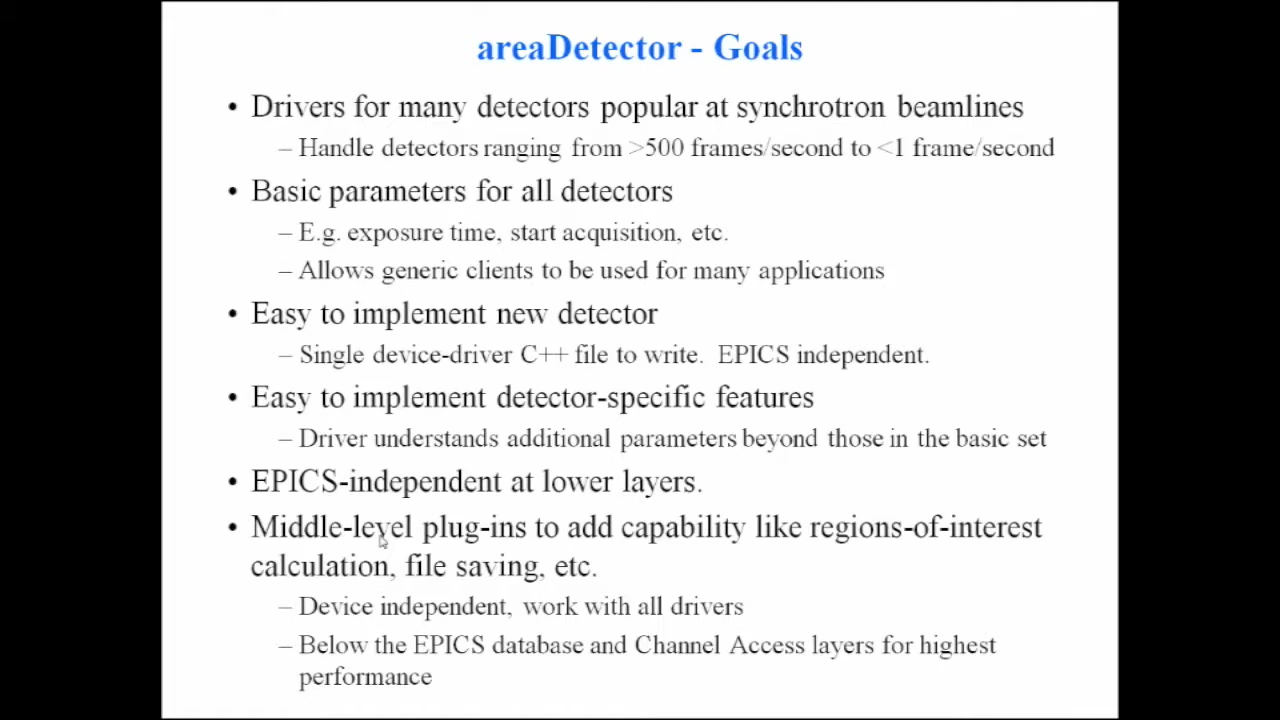 areaDetector - Goals
• Drivers for many detectors popular at synchrotron beamlines
– Handle detectors ranging from >500 frames/second to <1 frame/second
• Basic parameters for all detectors
– E.g. exposure time, start acquisition, etc.
– Allows generic clients to be used for many applications
• Easy to implement new detector
– Single device-driver C++ file to write.  EPICS independent.
• Easy to implement detector-specific features
– Driver understands additional parameters beyond those in the basic set
• EPICS-independent at lower layers.
• Middle-level plug-ins to add capability like regions-of-interest
calculation, file saving, etc.
– Device independent, work with all drivers
– Below the EPICS database and Channel Access layers for highest
performance